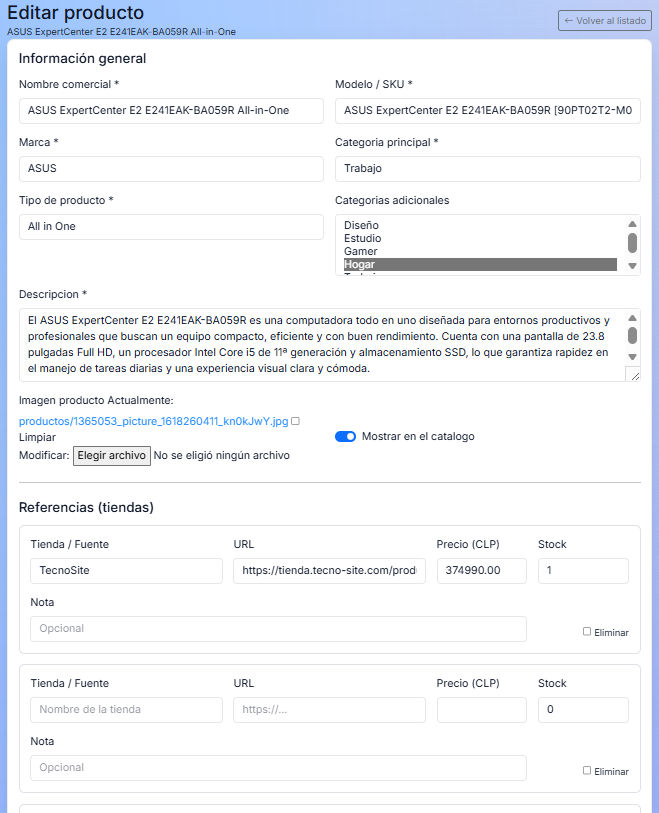 Editar producto
ASUS ExpertCenter E2 E241EAK-BA059R All-in-One
← Volver al listado
Información general
Nombre comercial *
Modelo / SKU *
ASUS ExpertCenter E2 E241EAK-BA059R All-in-One
ASUS ExpertCenter E2 E241EAK-BA059R [90PT02T2-M0
Marca *
Categoria principal *
ASUS
Trabajo
Tipo de producto *
Categorias adicionales
All in One
Diseño
Estudio
Gamer
Hogar
Descripcion *
El ASUS ExpertCenter E2 E241EAK-BA059R es una computadora todo en uno diseñada para entornos productivos y
profesionales que buscan un equipo compacto, eficiente y con buen rendimiento. Cuenta con una pantalla de 23.8
pulgadas Full HD, un procesador Intel Core i5 de 11ª generación y almacenamiento SSD, lo que garantiza rapidez en
el manejo de tareas diarias y una experiencia visual clara y cómoda.
Imagen producto Actualmente:
productos/1365053_picture_1618260411_kn0kJwY.jpg
Limpiar
Mostrar en el catalogo
Modificar: Elegir archivo No se eligió ningún archivo
Referencias (tiendas)
Tienda / Fuente
URL
Precio (CLP)
Stock
TecnoSite
https://tienda.tecno-site.com/prod
374990.00
1
Nota
Opcional
Eliminar
Tienda / Fuente
URL
Precio (CLP)
Stock
Nombre de la tienda
https://...
0
Nota
Opcional
Eliminar